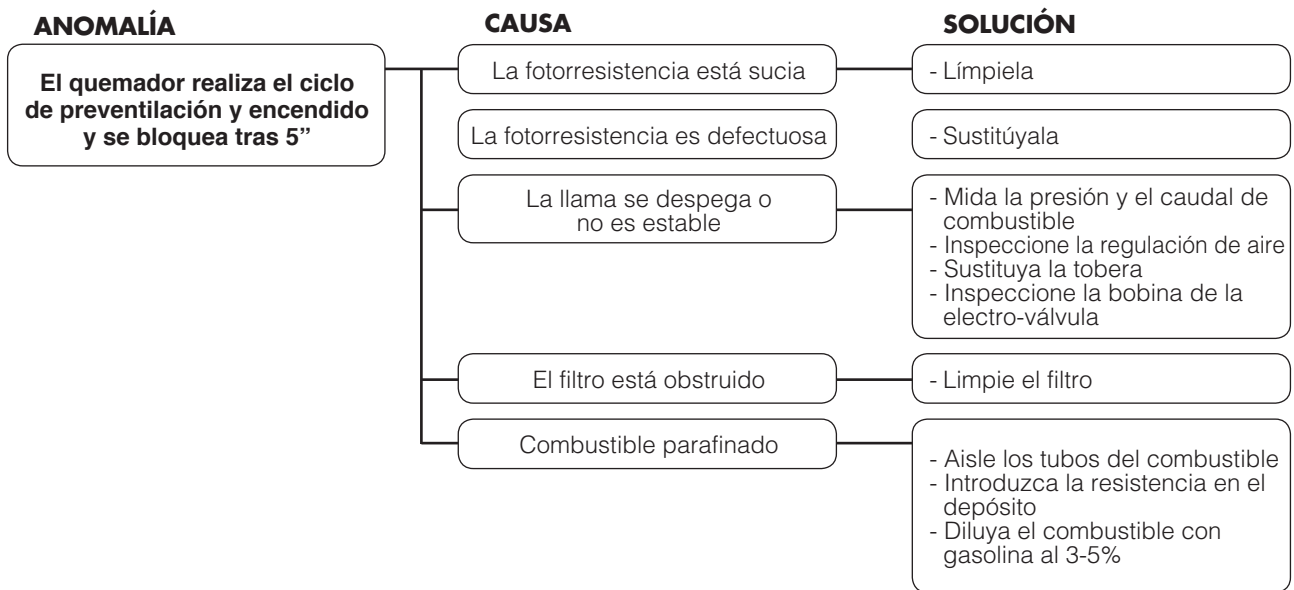 ANOMALÍA
CAUSA
SOLUCIÓN
El quemador realiza el ciclo
de preventilación y encendido
y se bloquea tras 5”
La fotorresistencia está sucia
- Límpiela
La fotorresistencia es defectuosa
- Sustitúyala
La llama se despega o
no es estable
- Mida la presión y el caudal de
combustible
- Inspeccione la regulación de aire
- Sustituya la tobera
- Inspeccione la bobina de la
electro-válvula
El filtro está obstruido
- Limpie el filtro
Combustible parafinado
- Aisle los tubos del combustible
- Introduzca la resistencia en el
depósito
- Diluya el combustible con
gasolina al 3-5%